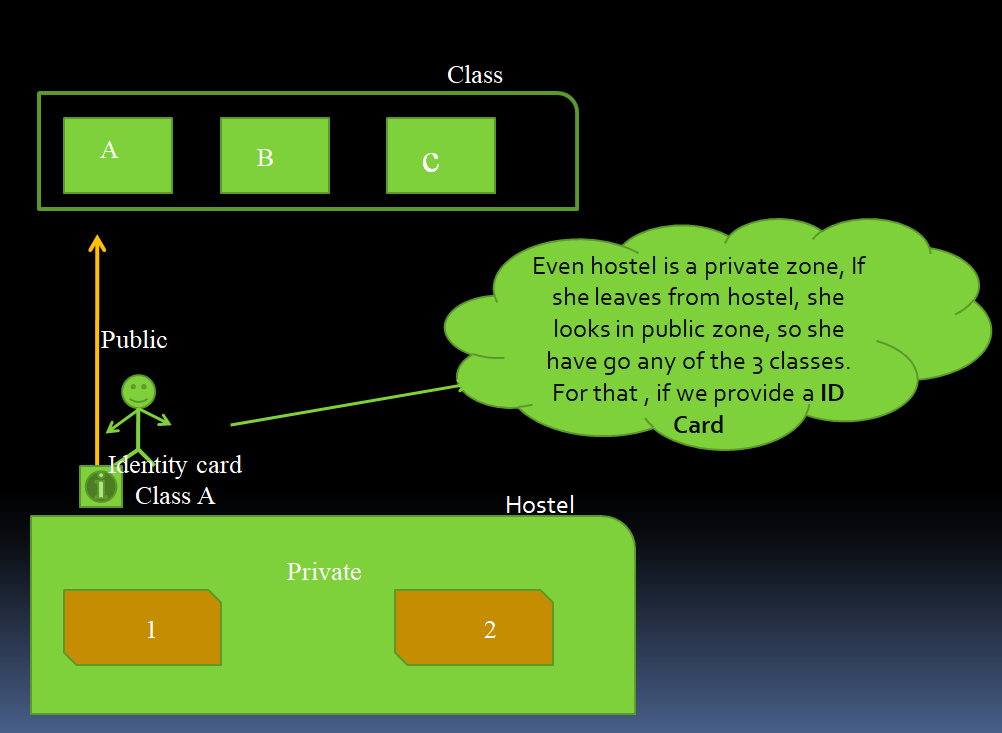 Class
A
B
c
Even hostel is a private zone, If
she leaves from hostel, she
looks in public zone, so she
have go any of the 3 classes.
For that , if we provide a ID
Card
Public
Identity card
i
Class A
Hostel
Private
1
2